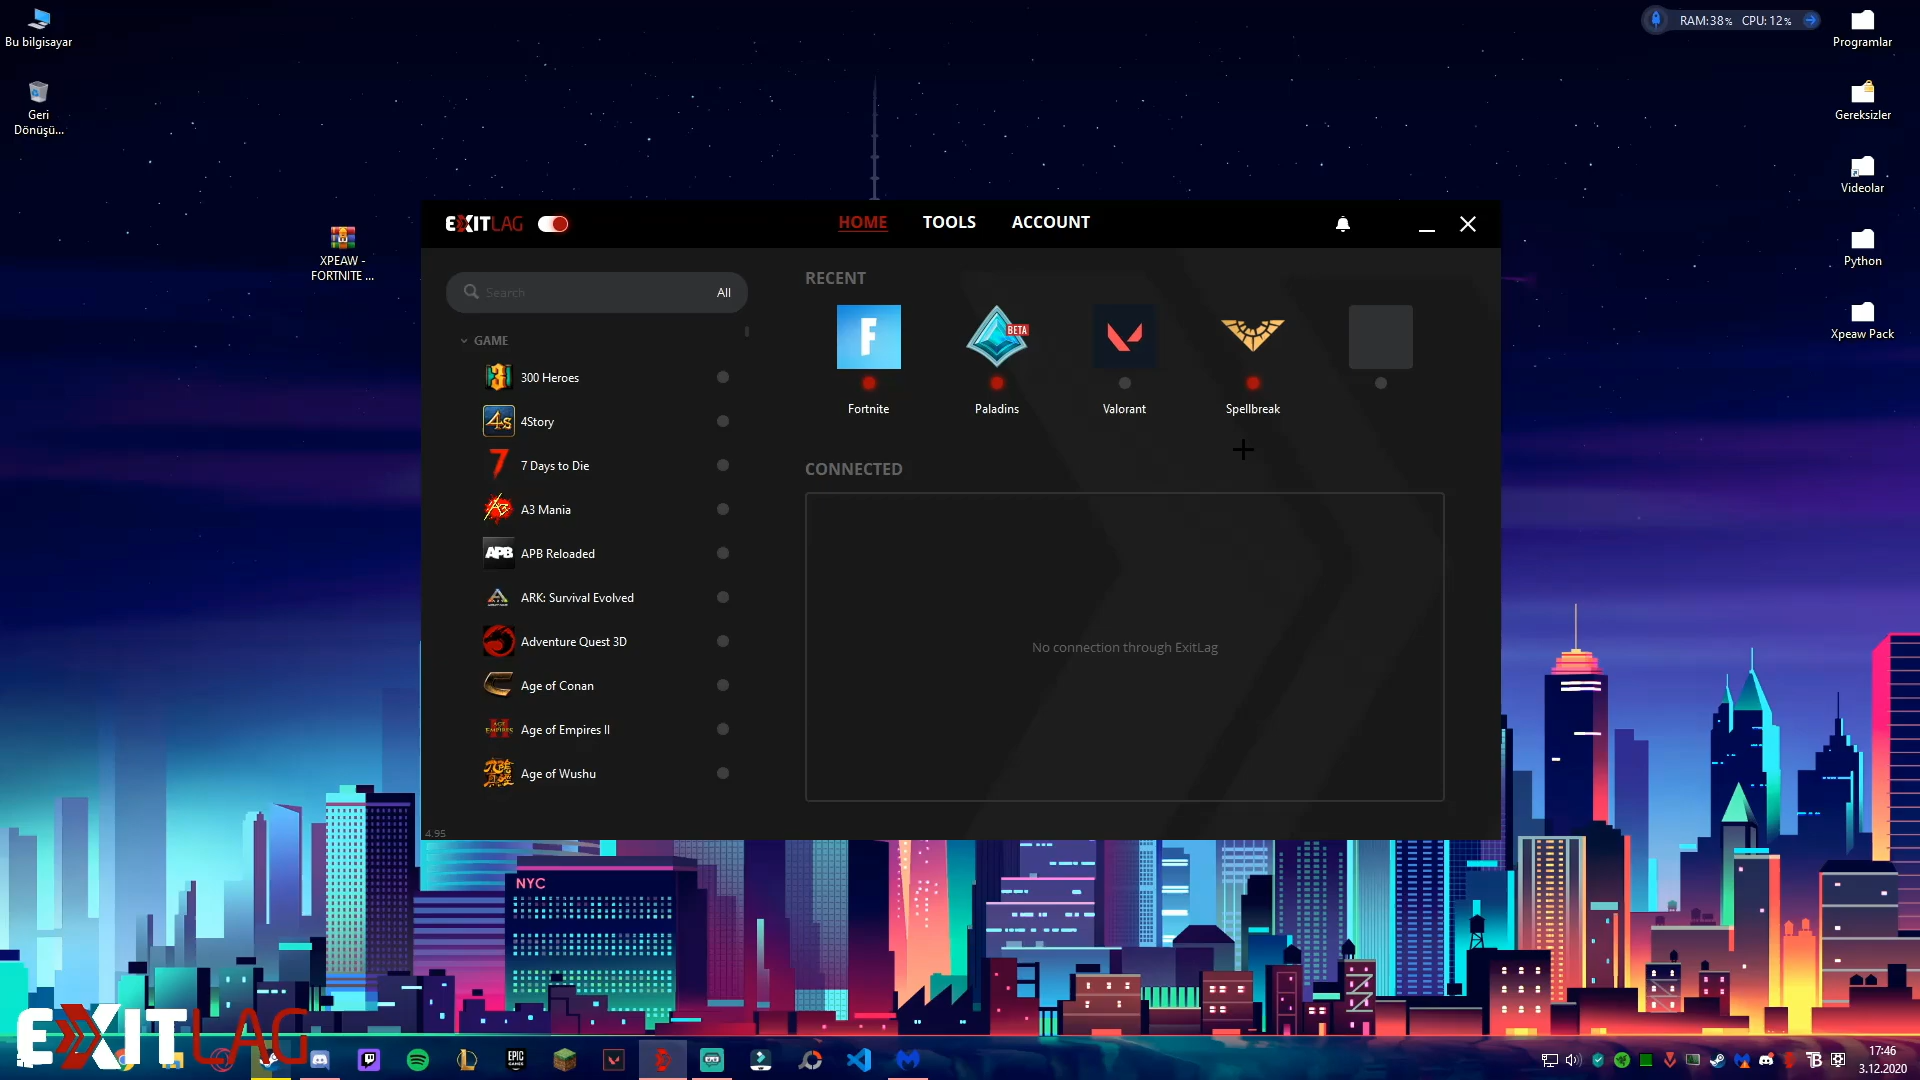 Bu bilgisayar
Geri
Dönüşü...
XPEAW -
FORTNITE ...
RAM:38% CPU: 12%
Programlar
Gereksizler
Videolar
Python
Xpeaw Pack
EXITLAG
HOME
TOOLS
ACCOUNT
Search
All
GAME
300 Heroes
4Story
7 Days to Die
A3 Mania
APB Reloaded
ARK: Survival Evolved
Adventure Quest 3D
Age of Conan
Age of Empires II
Age of Wushu
4.95
RECENT
BETA
Fortnite
Paladins
Valorant
Spellbreak
CONNECTED
No connection through ExitLag
NYC
EXITLAG
EPIC
GAMES
17:46
3.12.2020